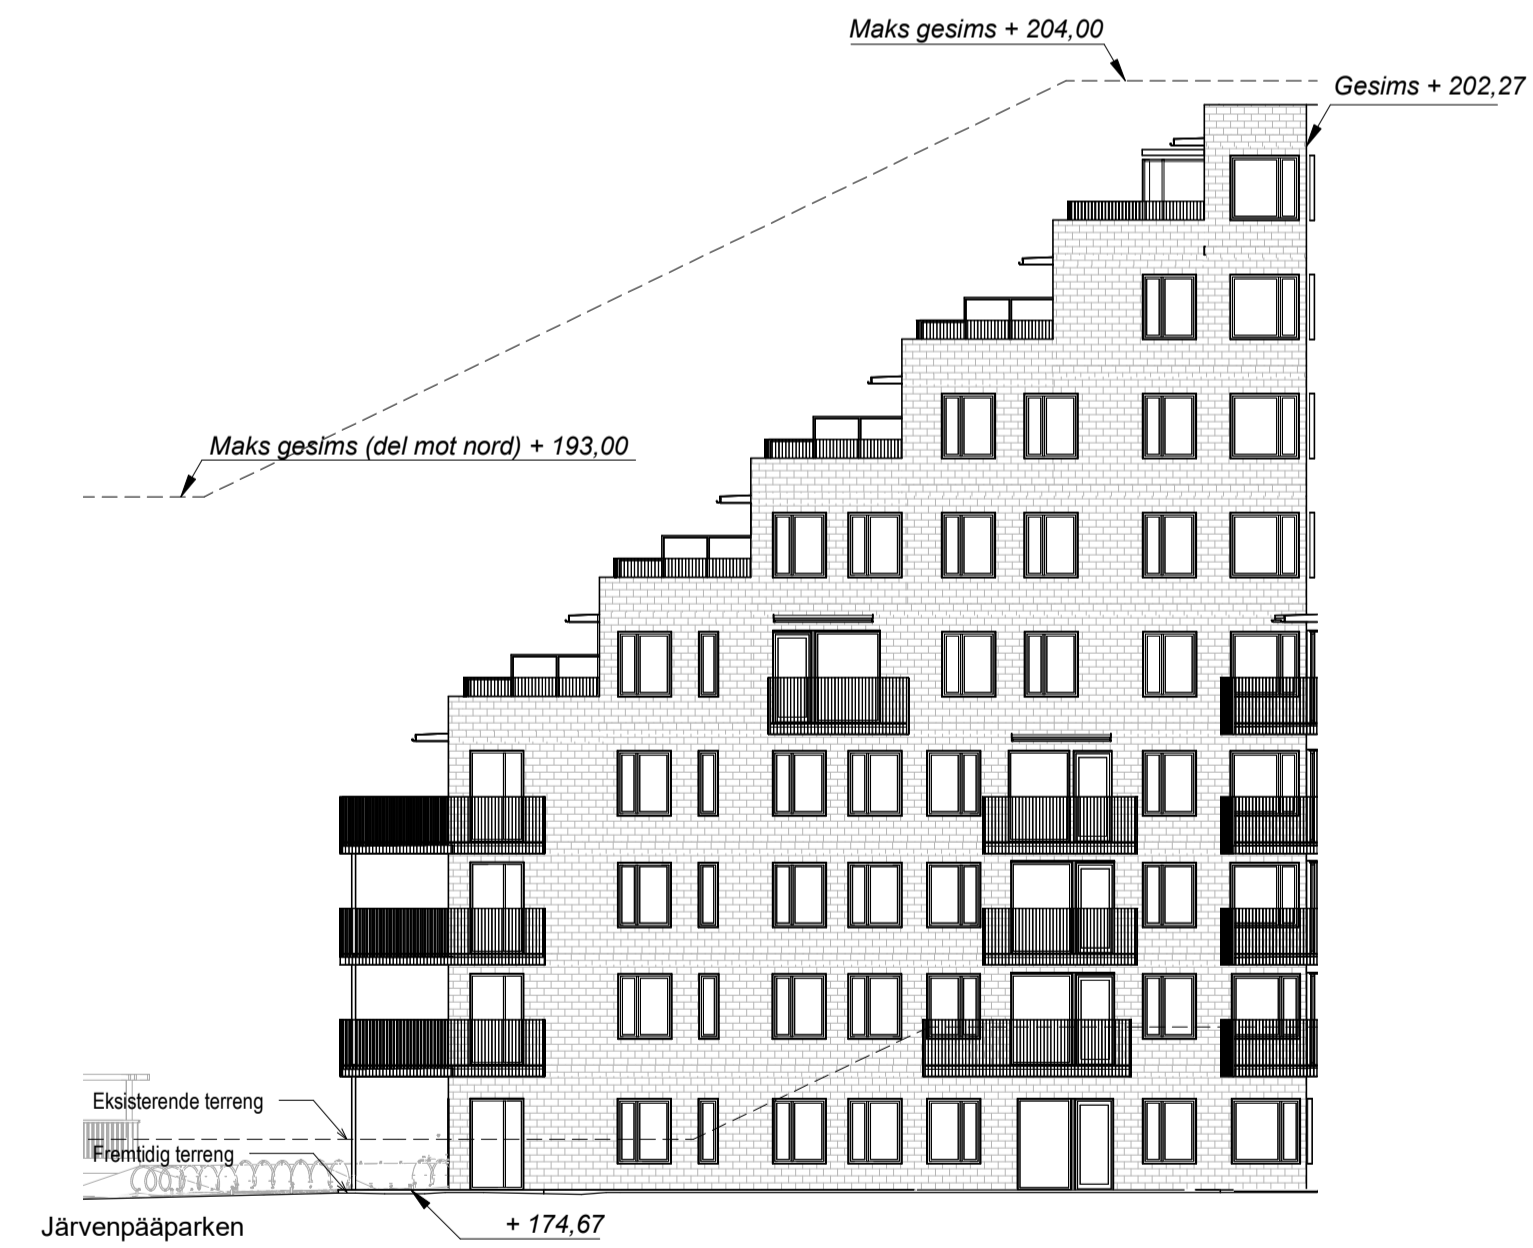 Maks gesims + 204,00
Gesims + 202,27
Maks gesims (del mot nord) + 193,00
Eksisterende terreng
Fremtidig terreng
+ 174,67
Järvenpääparken